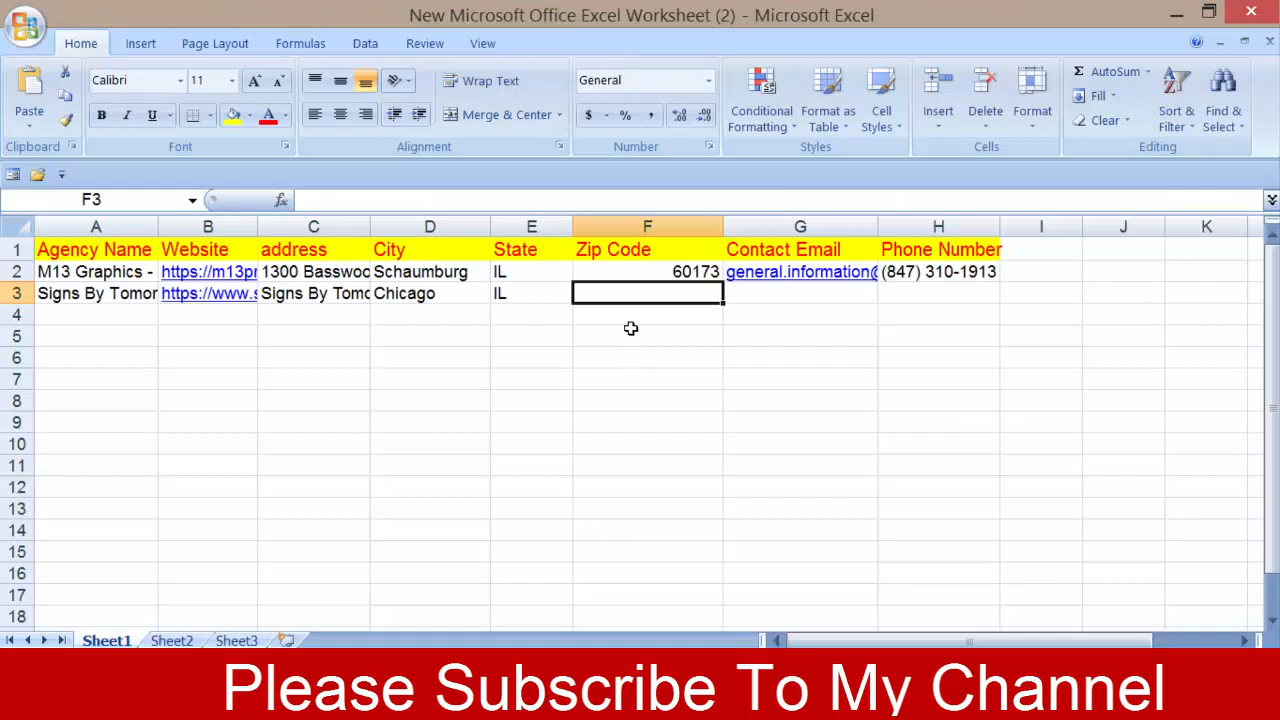 New Microsoft Office Excel Worksheet (2) - Microsoft Excel
Home Insert Page Layout Formulas Data Review View
Paste
Clipboard
Calibri 11
B I U
Font
Wrap Text
Merge & Center
Alignment
General
$ % ,
Number
Conditional Formatting
Format as Table
Cell Styles
Styles
Insert Delete Format
Cells
Σ AutoSum
Fill
Clear
Sort & Filter
Find & Select
Editing
F3 fx
A B C D E F G H I J K
1 Agency Name Website address City State Zip Code Contact Email Phone Number
2 M13 Graphics - https://m13pr 1300 Basswoo Schaumburg IL 60173 general.information@ (847) 310-1913
3 Signs By Tomor https://www.s Signs By Tomo Chicago IL
4
5
6
7
8
9
10
11
12
13
14
15
16
17
18
Sheet1 Sheet2 Sheet3
Please Subscribe To My Channel